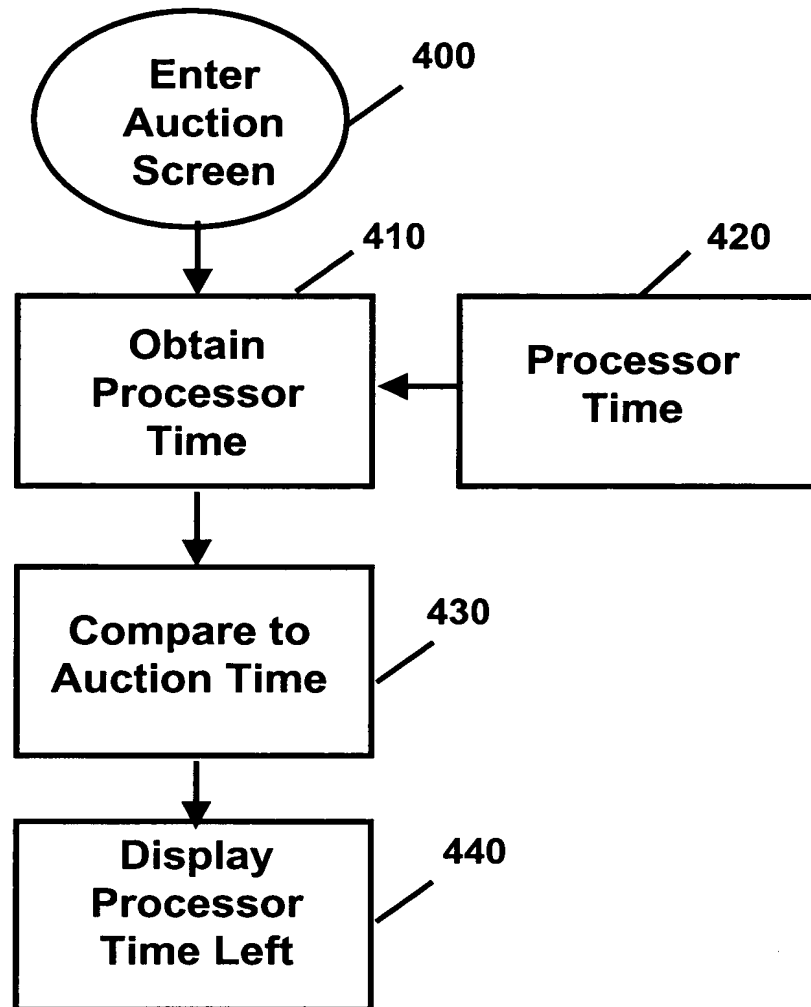 Enter
Auction
Screen
400
410
420
Obtain
Processor
Time
Processor
Time
Compare to
Auction Time
430
Display
Processor
Time Left
440